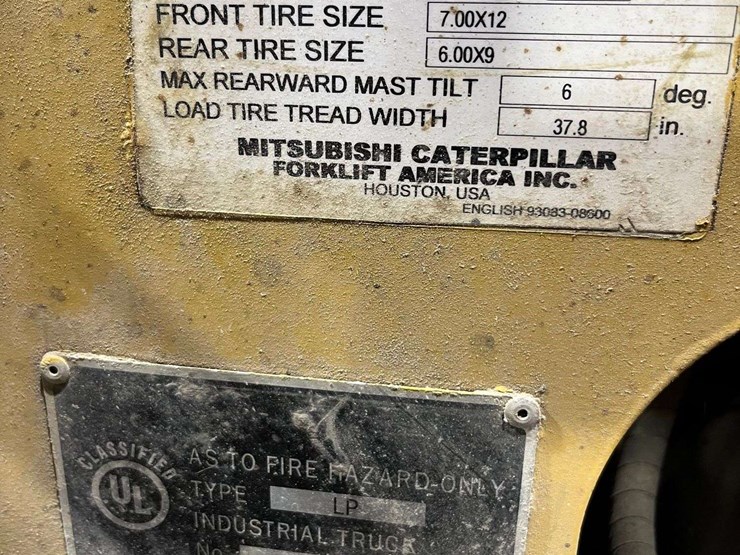 FRONT TIRE SIZE 7.00X12
REAR TIRE SIZE 6.00X9
MAX REARWARD MAST TILT 6 deg.
LOAD TIRE TREAD WIDTH 37.8 in.
MITSUBISHI CATERPILLAR
FORKLIFT AMERICA INC.
HOUSTON, USA
ENGLISH 93083-08600
CLASSIFIED
UL
AS TO FIRE HAZARD-ONLY
TYPE LP
INDUSTRIAL TRUCK
No.